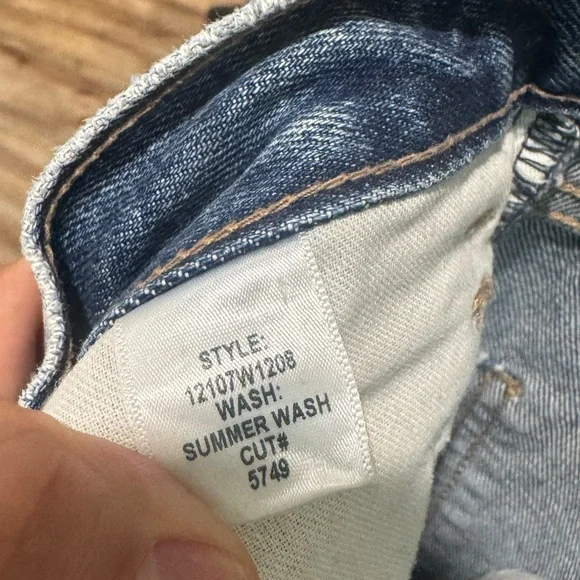 STYLE:
12107W1208
WASH:
SUMMER WASH
CUT#
5749